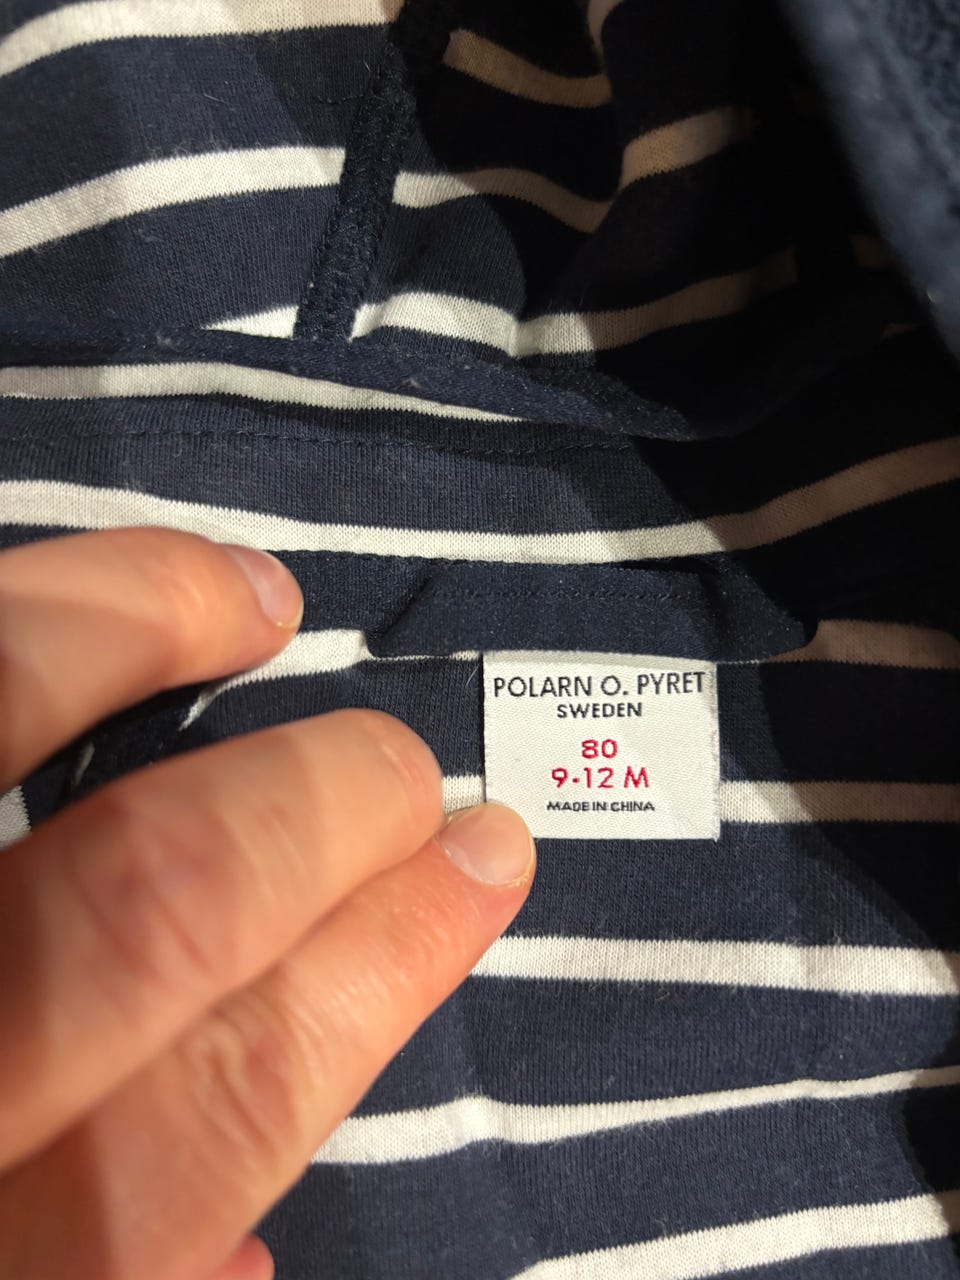 POLARN O. PYRET
SWEDEN
80
9-12 M
MADE IN CHINA